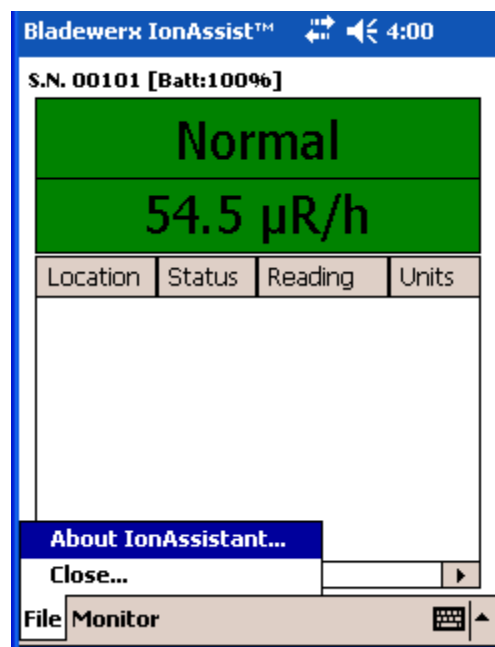 Bladewerx IonAssist™ 4:00
S.N. 00101 [Batt:100%]
Normal
54.5 µR/h
Location Status Reading Units
About IonAssistant...
Close...
File Monitor